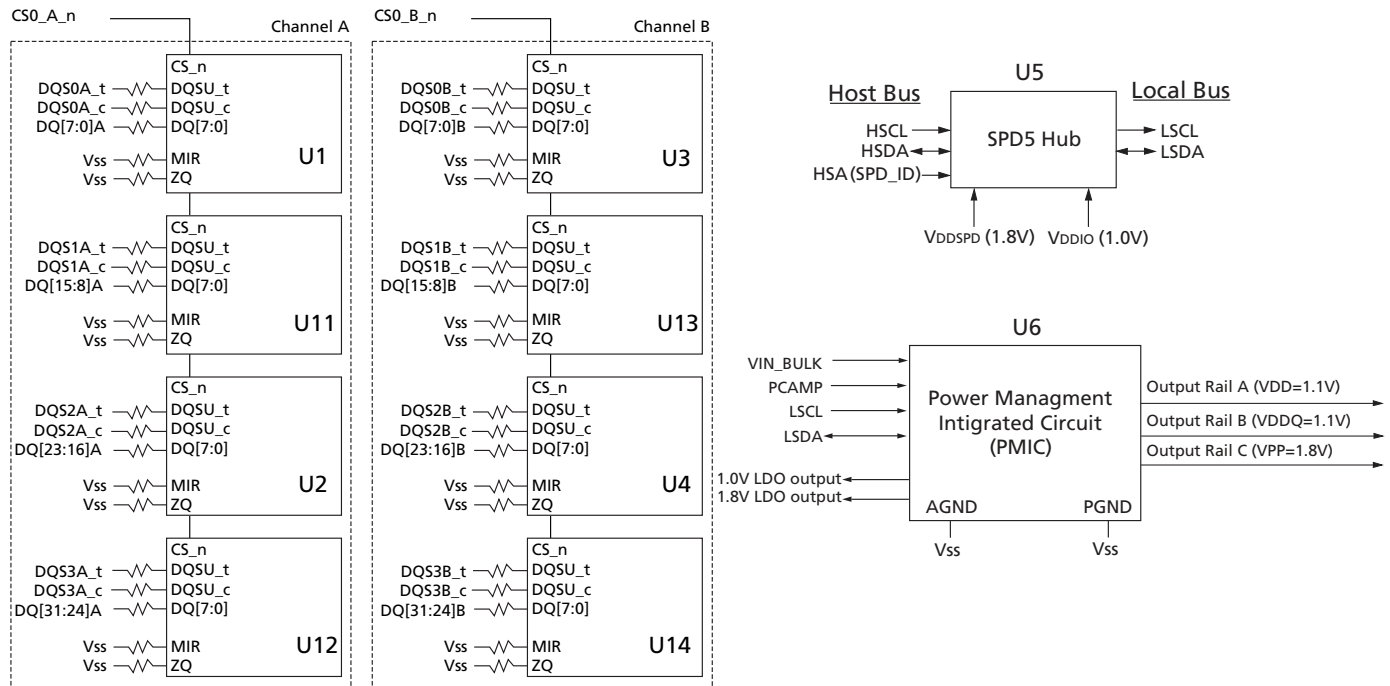 CS0_A_n
Channel A
CS_n
DQS0A_t
DQSU_t
DQS0A_c
DQSU_c
DQ[7:0]A
DQ[7:0]
U1
Vss
MIR
Vss
ZQ
CS_n
DQS1A_t
DQSU_t
DQS1A_c
DQSU_c
DQ[15:8]A
DQ[7:0]
U11
Vss
MIR
Vss
ZQ
CS_n
DQS2A_t
DQSU_t
DQS2A_c
DQSU_c
DQ[23:16]A
DQ[7:0]
U2
Vss
MIR
Vss
ZQ
CS_n
DQS3A_t
DQSU_t
DQS3A_c
DQSU_c
DQ[31:24]A
DQ[7:0]
U12
Vss
MIR
Vss
ZQ
CS0_B_n
Channel B
CS_n
DQS0B_t
DQSU_t
DQS0B_c
DQSU_c
DQ[7:0]B
DQ[7:0]
U3
Vss
MIR
Vss
ZQ
CS_n
DQS1B_t
DQSU_t
DQS1B_c
DQSU_c
DQ[15:8]B
DQ[7:0]
U13
Vss
MIR
Vss
ZQ
CS_n
DQS2B_t
DQSU_t
DQS2B_c
DQSU_c
DQ[23:16]B
DQ[7:0]
U4
Vss
MIR
Vss
ZQ
CS_n
DQS3B_t
DQSU_t
DQS3B_c
DQSU_c
DQ[31:24]B
DQ[7:0]
U14
Vss
MIR
Vss
ZQ
U5
Host Bus
Local Bus
HSCL
HSDA
HSA (SPD_ID)
SPD5 Hub
LSCL
LSDA
VDDSPD (1.8V)
VDDIO (1.0V)
U6
VIN_BULK
PCAMP
LSCL
LSDA
1.0V LDO output
1.8V LDO output
Power Managment
Intigrated Circuit
(PMIC)
AGND
PGND
Vss
Vss
Output Rail A (VDD=1.1V)
Output Rail B (VDDQ=1.1V)
Output Rail C (VPP=1.8V)